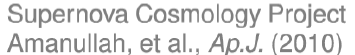 Supernova Cosmology Project
Amanullah, et al., Ap.J. (2010)